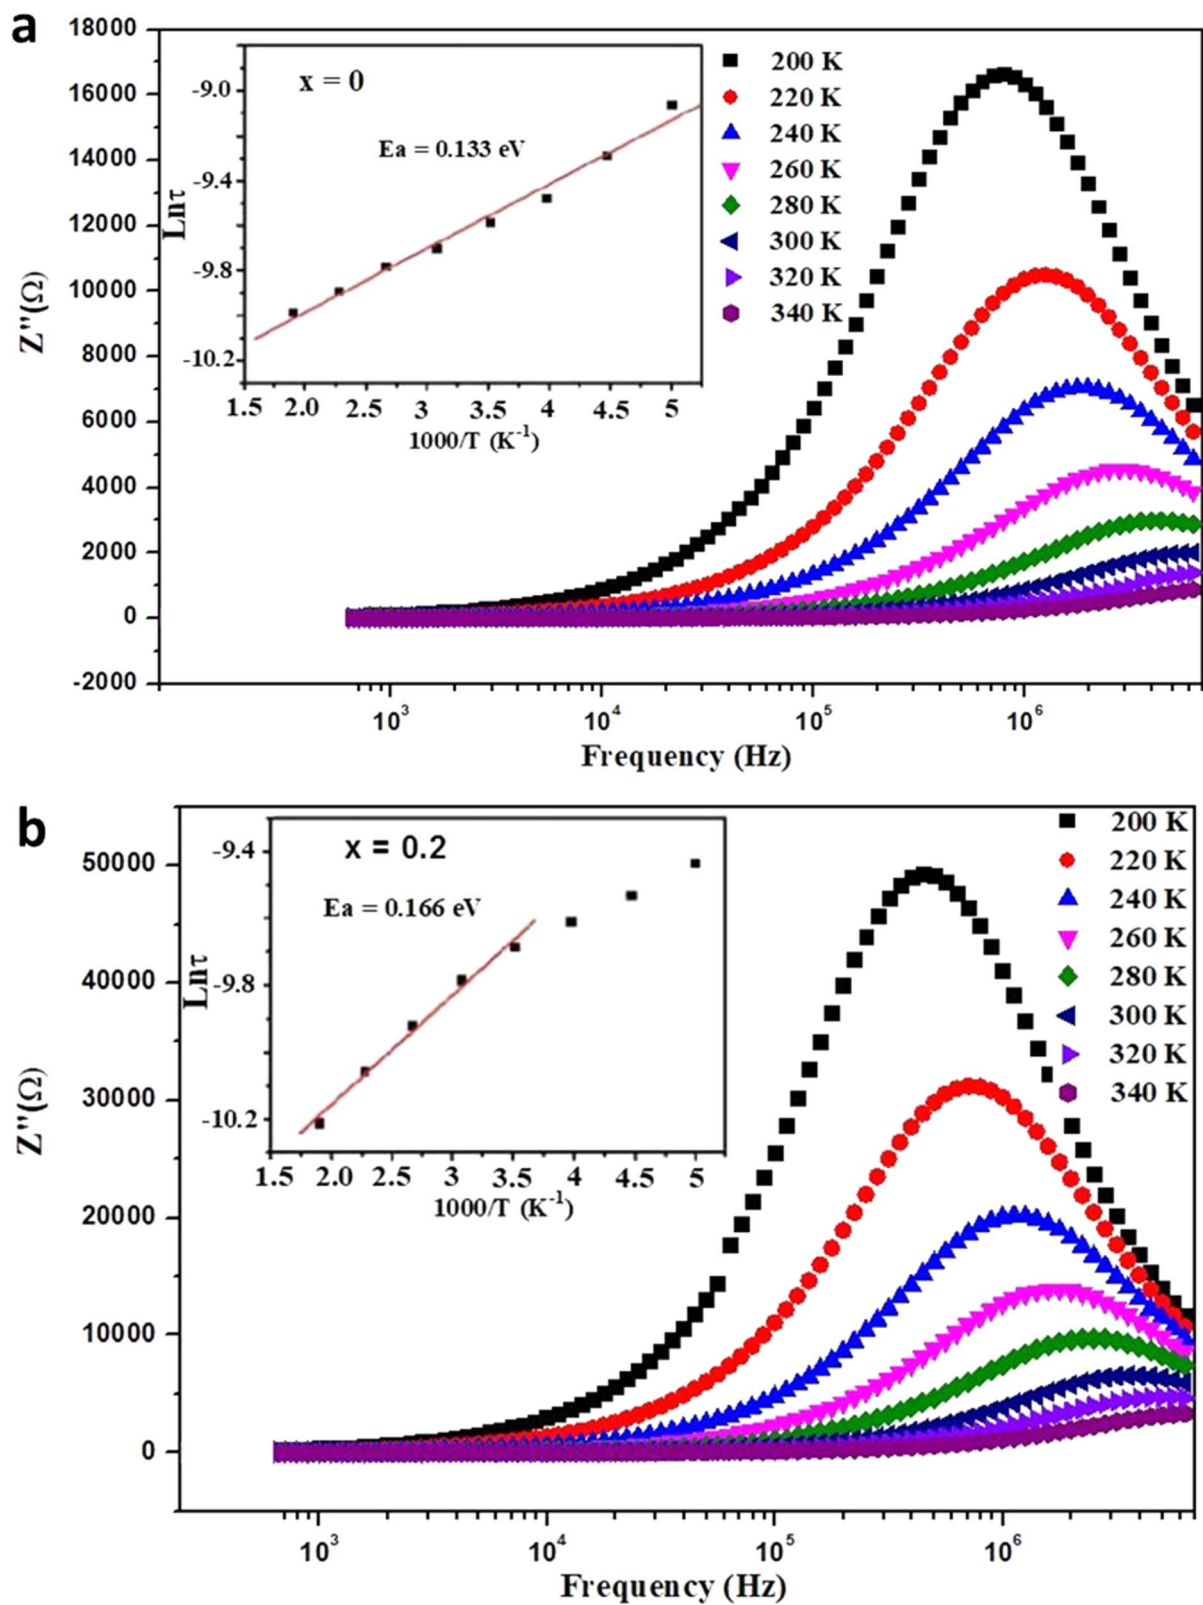 a
18000
16000
14000
12000
10000
8000
6000
4000
2000
0
-2000
Z''(Ω)
10³
10⁴
10⁵
10⁶
Frequency (Hz)
x = 0
Ea = 0.133 eV
-9.0
-9.4
-9.8
-10.2
Lnτ
1.5 2.0 2.5 3 3.5 4 4.5 5
1000/T (K⁻¹)
200 K
220 K
240 K
260 K
280 K
300 K
320 K
340 K
b
50000
40000
30000
20000
10000
0
Z''(Ω)
10³
10⁴
10⁵
10⁶
Frequency (Hz)
x = 0.2
Ea = 0.166 eV
-9.4
-9.8
-10.2
Lnτ
1.5 2.0 2.5 3 3.5 4 4.5 5
1000/T (K⁻¹)
200 K
220 K
240 K
260 K
280 K
300 K
320 K
340 K